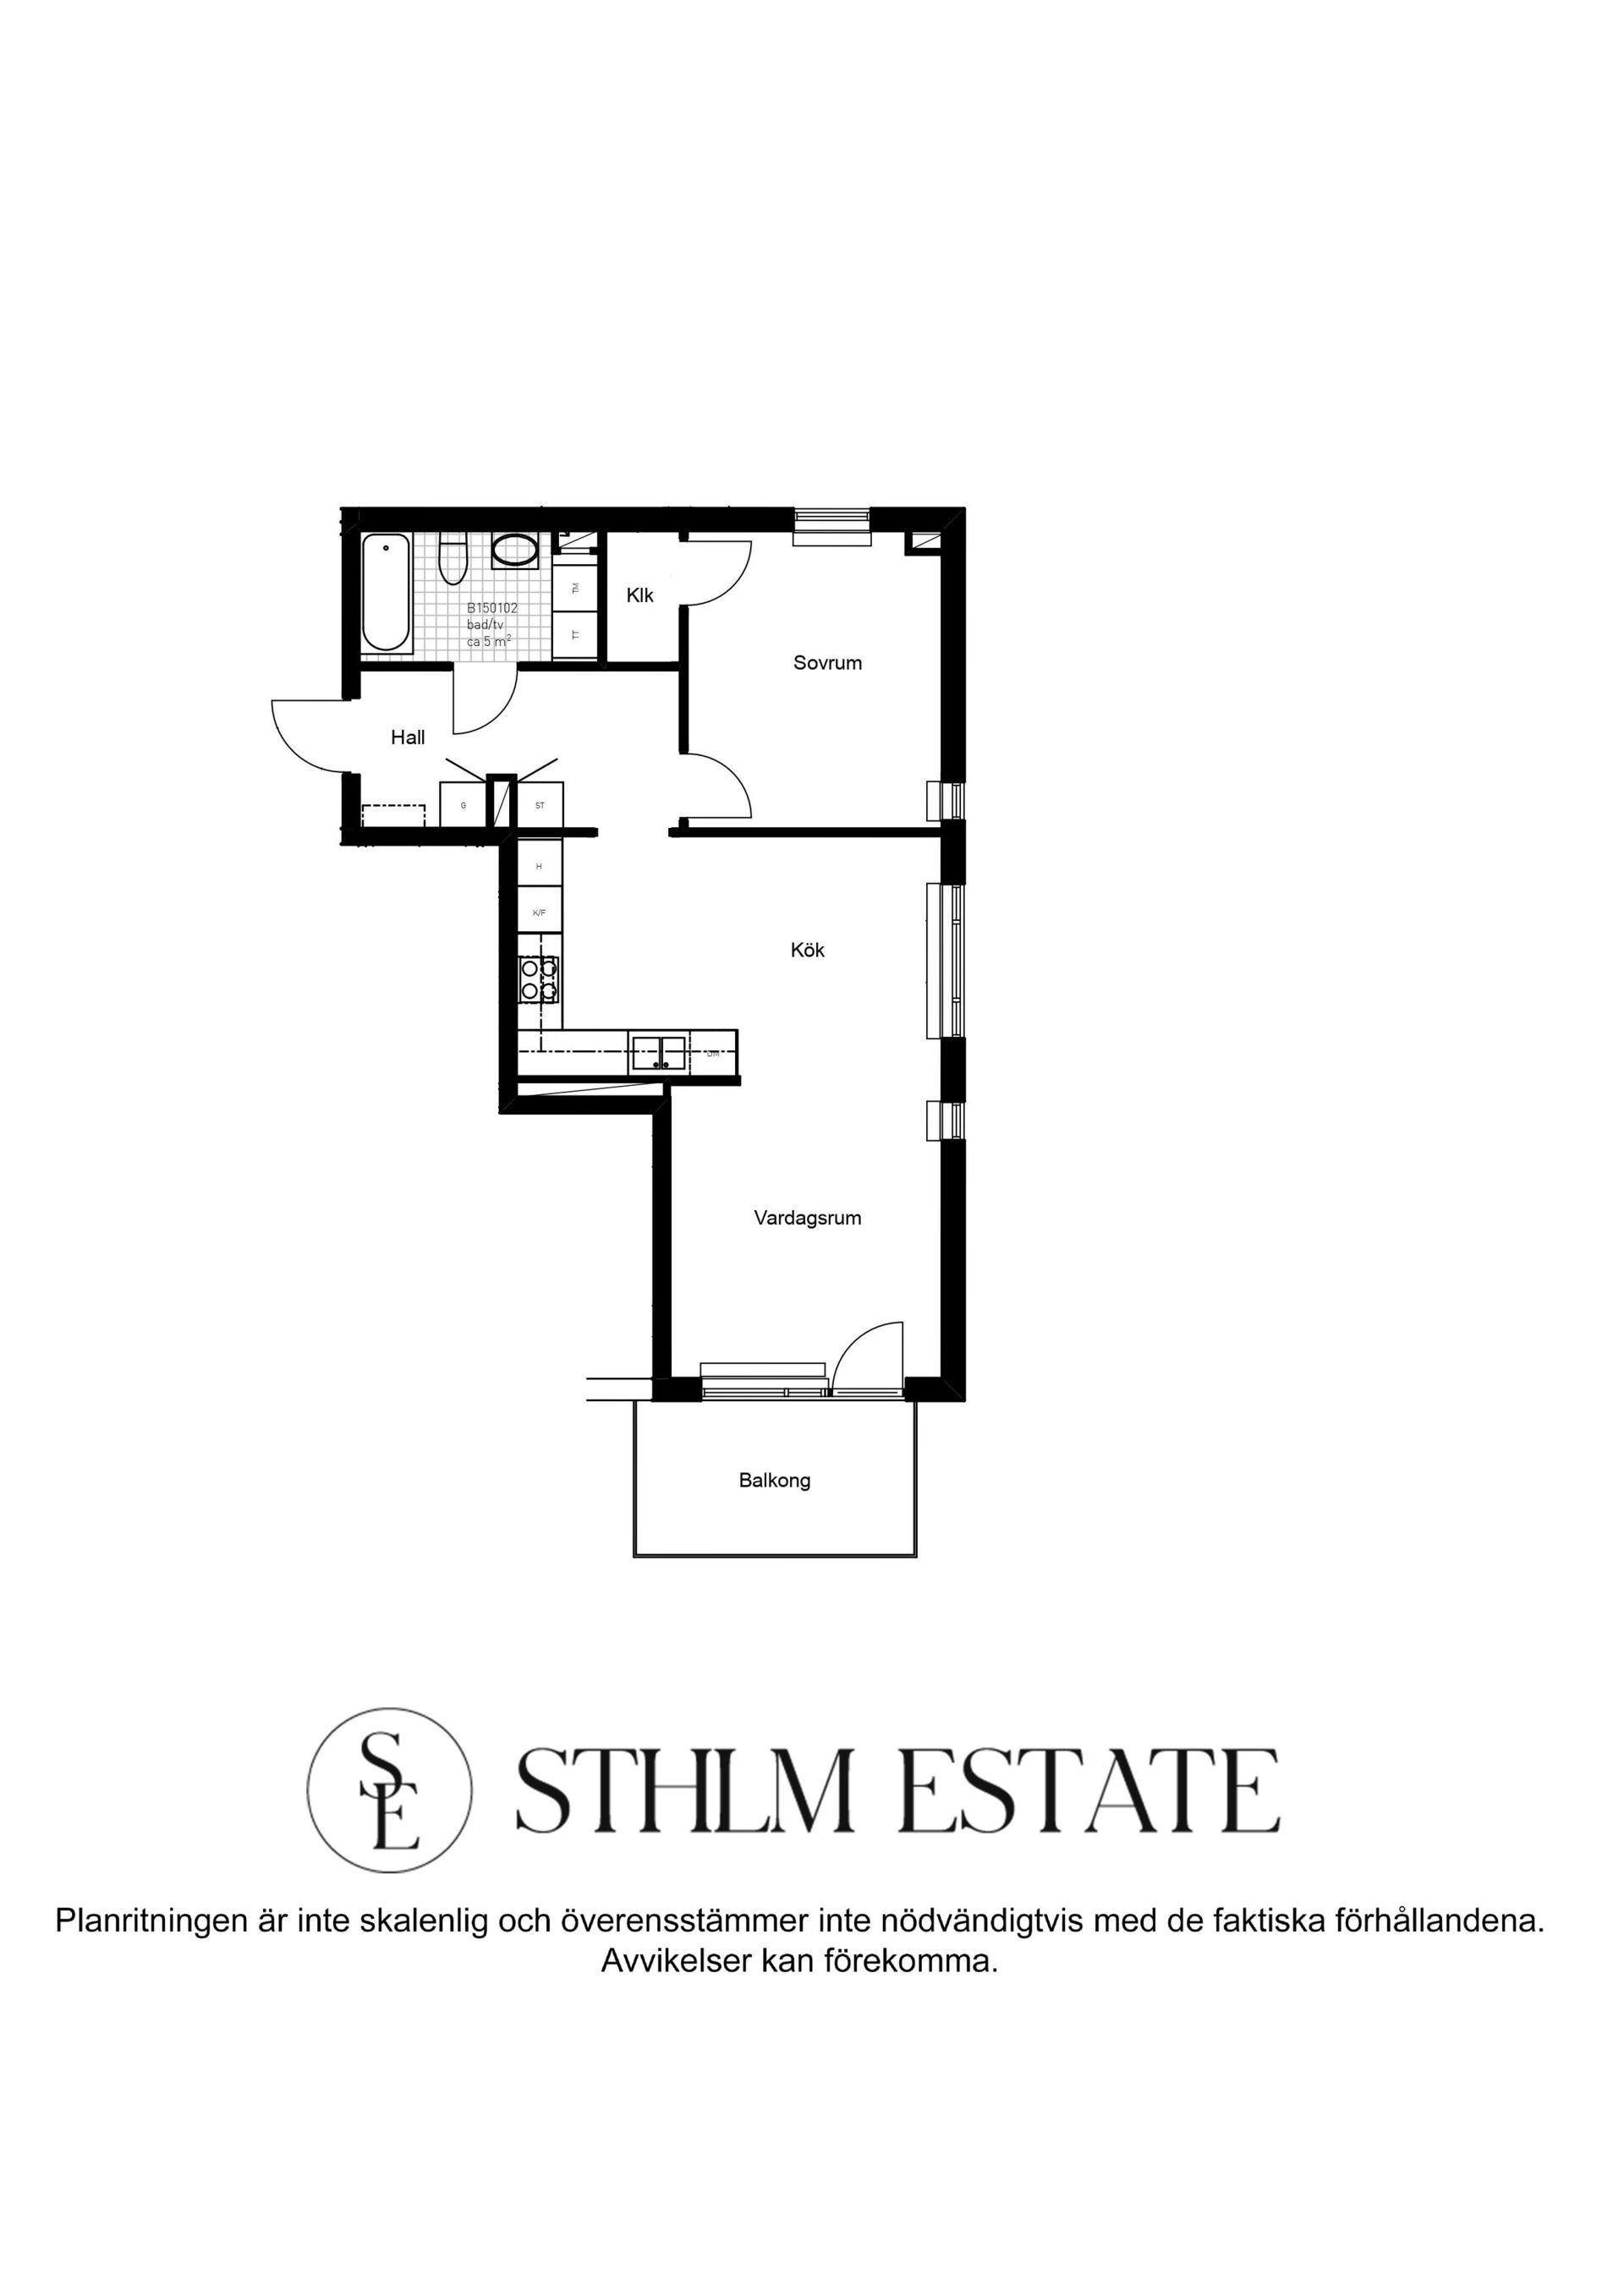 TM
B150102
bad/tv
ca 5 m²
TT
Klk
Sovrum
Hall
G
ST
H
K/F
Kök
DM
Vardagsrum
Balkong
SE
STHLM ESTATE
Planritningen är inte skalenlig och överensstämmer inte nödvändigtvis med de faktiska förhållandena.
Avvikelser kan förekomma.